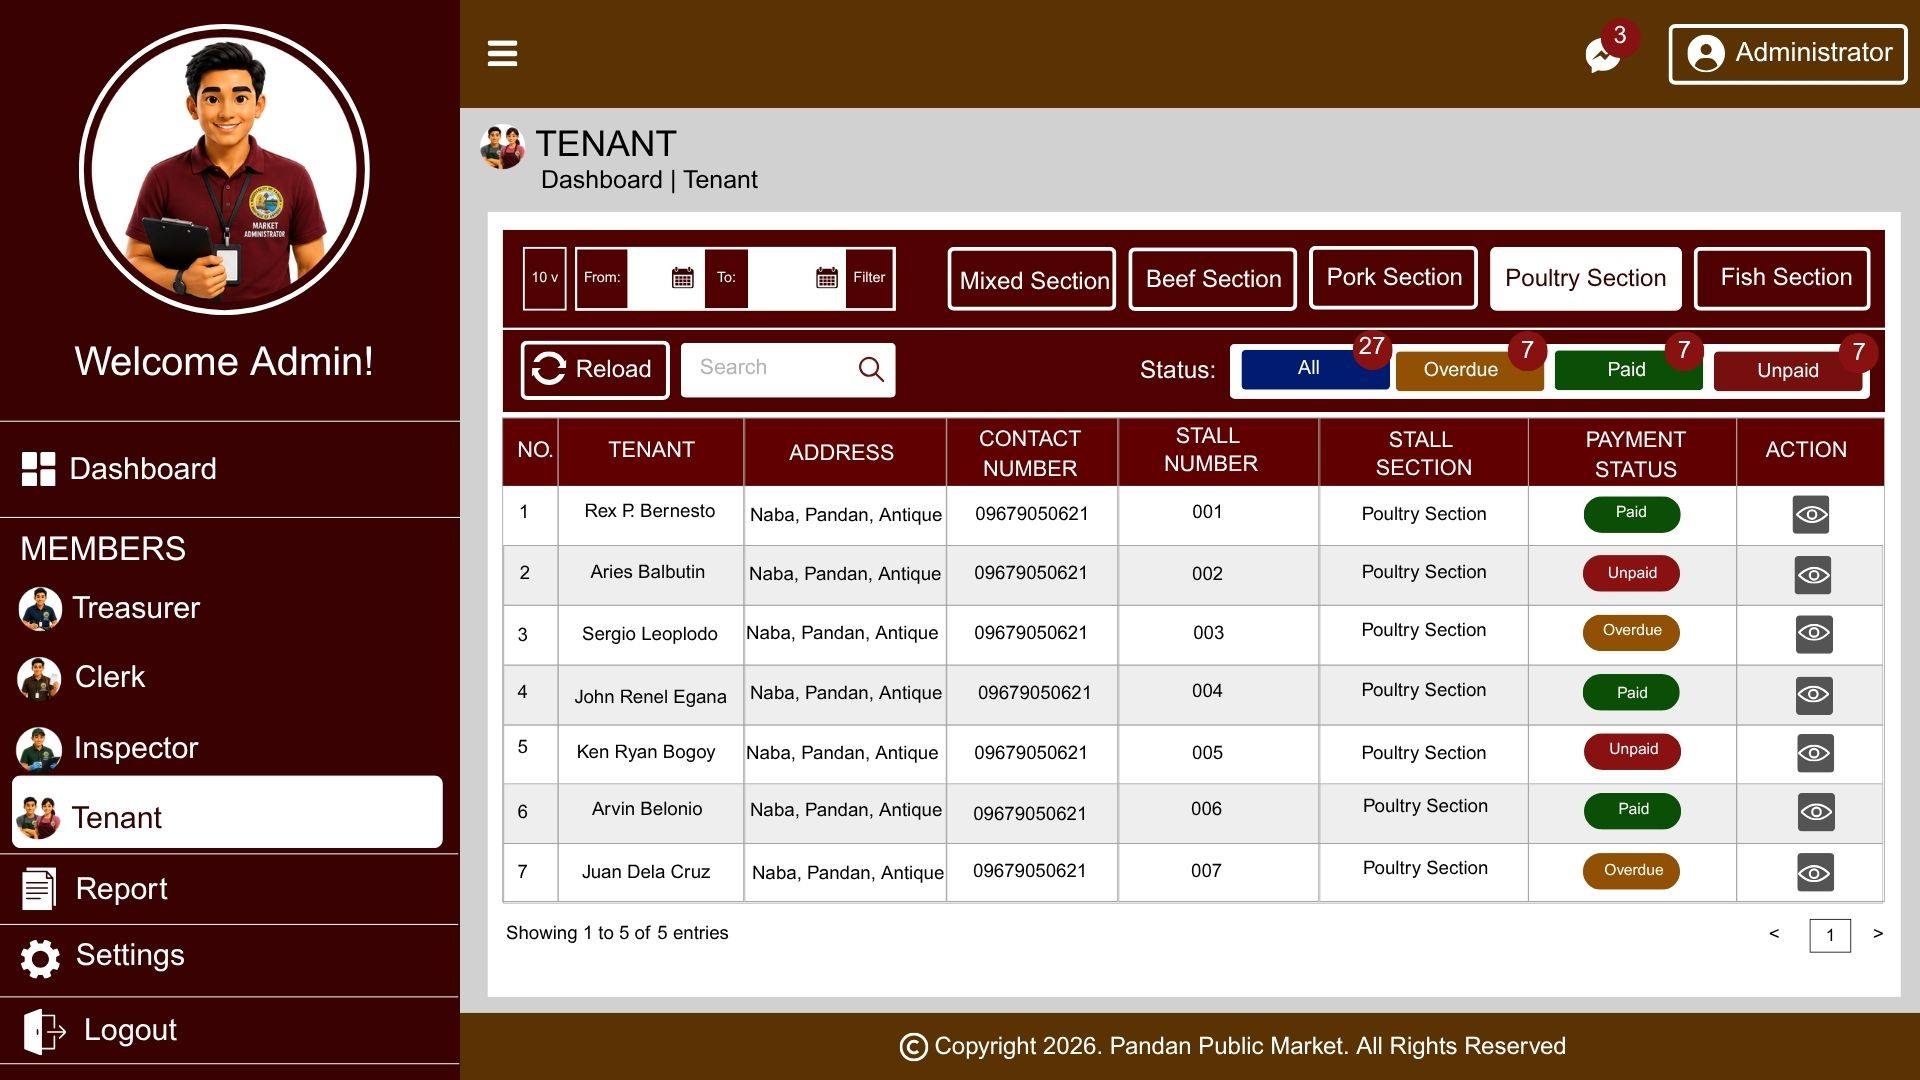 3
Administrator
MARKET
ADMINISTRATOR
Welcome Admin!
Dashboard
MEMBERS
Treasurer
Clerk
Inspector
Tenant
Report
Settings
Logout
TENANT
Dashboard | Tenant
10 v From: To: Filter Mixed Section Beef Section Pork Section Poultry Section Fish Section
Reload Search Status: All 27 Overdue 7 Paid 7 Unpaid 7
NO. TENANT ADDRESS CONTACT NUMBER STALL NUMBER STALL SECTION PAYMENT STATUS ACTION
1 Rex P. Bernesto Naba, Pandan, Antique 09679050621 001 Poultry Section Paid
2 Aries Balbutin Naba, Pandan, Antique 09679050621 002 Poultry Section Unpaid
3 Sergio Leoplodo Naba, Pandan, Antique 09679050621 003 Poultry Section Overdue
4 John Renel Egana Naba, Pandan, Antique 09679050621 004 Poultry Section Paid
5 Ken Ryan Bogoy Naba, Pandan, Antique 09679050621 005 Poultry Section Unpaid
6 Arvin Belonio Naba, Pandan, Antique 09679050621 006 Poultry Section Paid
7 Juan Dela Cruz Naba, Pandan, Antique 09679050621 007 Poultry Section Overdue
Showing 1 to 5 of 5 entries < 1 >
© Copyright 2026. Pandan Public Market. All Rights Reserved